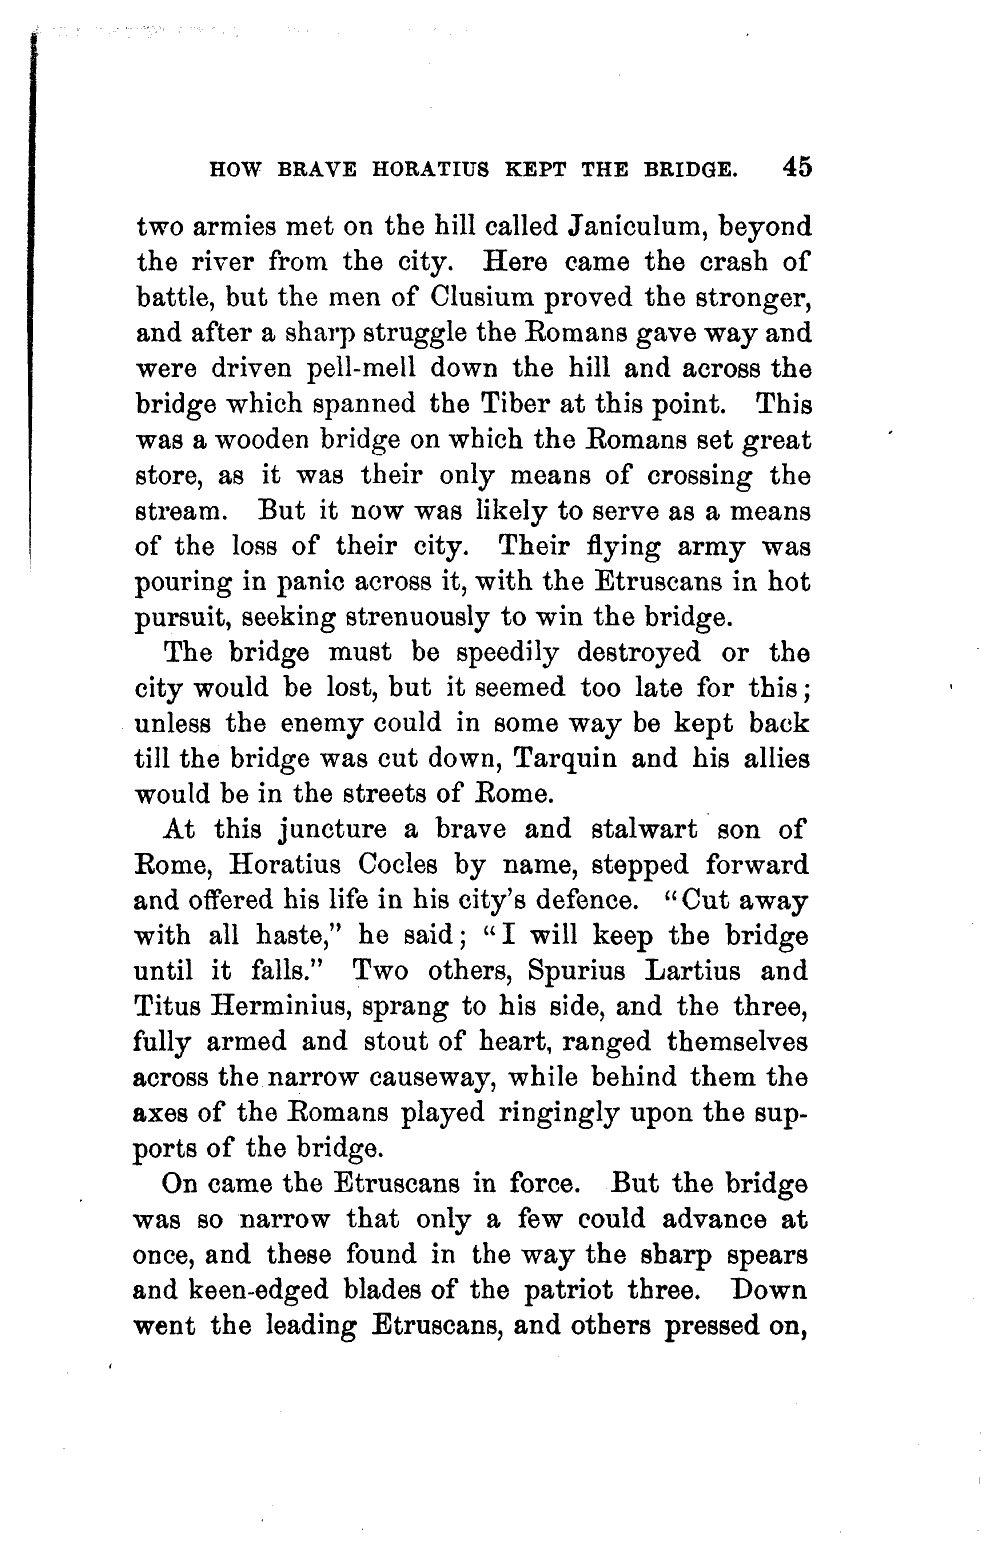 HOW BRAVE HORATIUS KEPT THE BRIDGE. 45
two armies met on the hill called Janiculum, beyond
the river from the city. Here came the crash of
battle, but the men of Clusium proved the stronger,
and after a sharp struggle the Romans gave way and
were driven pell-mell down the hill and across the
bridge which spanned the Tiber at this point. This
was a wooden bridge on which the Romans set great
store, as it was their only means of crossing the
stream. But it now was likely to serve as a means
of the loss of their city. Their flying army was
pouring in panic across it, with the Etruscans in hot
pursuit, seeking strenuously to win the bridge.
The bridge must be speedily destroyed or the
city would be lost, but it seemed too late for this;
unless the enemy could in some way be kept back
till the bridge was cut down, Tarquin and his allies
would be in the streets of Rome.
At this juncture a brave and stalwart son of
Rome, Horatius Cocles by name, stepped forward
and offered his life in his city's defence. "Cut away
with all haste," he said; "I will keep the bridge
until it falls." Two others, Spurius Lartius and
Titus Herminius, sprang to his side, and the three,
fully armed and stout of heart, ranged themselves
across the narrow causeway, while behind them the
axes of the Romans played ringingly upon the sup-
ports of the bridge.
On came the Etruscans in force. But the bridge
was so narrow that only a few could advance at
once, and these found in the way the sharp spears
and keen-edged blades of the patriot three. Down
went the leading Etruscans, and others pressed on,